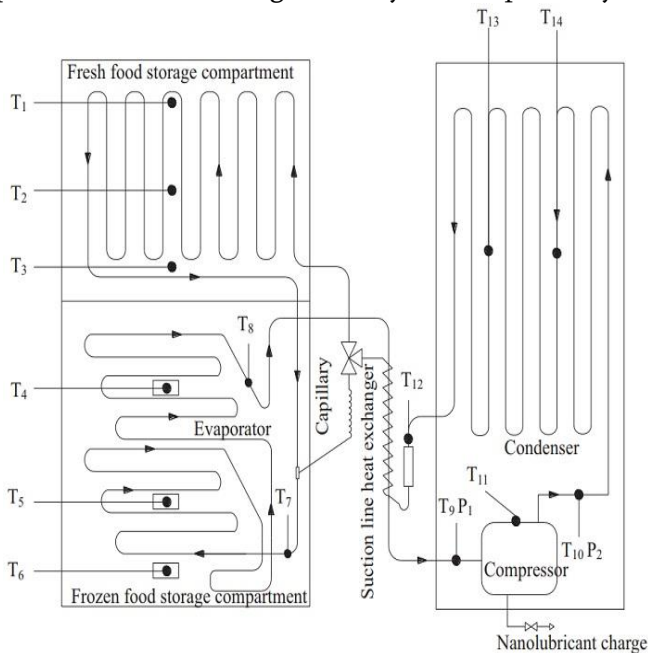 T13
T14
Fresh food storage compartment
T1
T2
T3
T8
T4
Evaporator
Capillary
Suction line heat exchanger
T12
Condenser
T5
T7
T11
T9 P1
T10 P2
T6
Compressor
Frozen food storage compartment
Nanolubricant charge